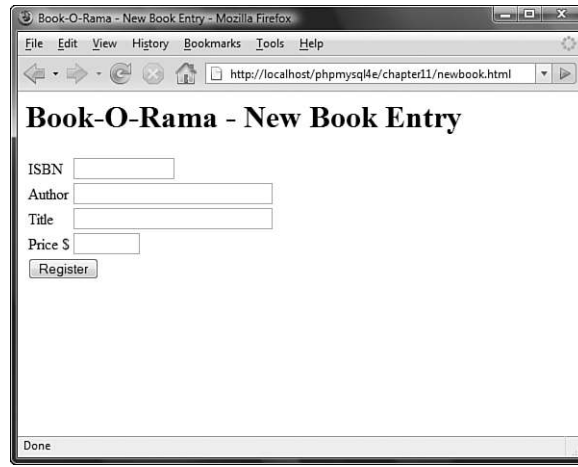 Book-O-Rama - New Book Entry - Mozilla Firefox
File Edit View History Bookmarks Tools Help
http://localhost/phpmysql4e/chapter11/newbook.html
Book-O-Rama - New Book Entry
ISBN
Author
Title
Price $
Register
Done